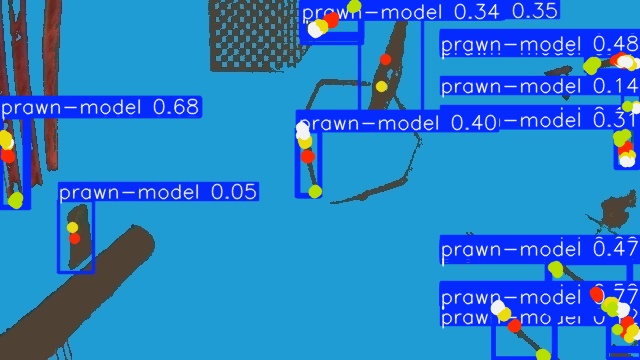 prawn-model 0.34 0.35
prawn-model 0.48
prawn-model 0.14
prawn-model 0.68
prawn-model 0.40 -model 0.31
prawn-model 0.05
prawn-model 0.47
prawn-model 0.77